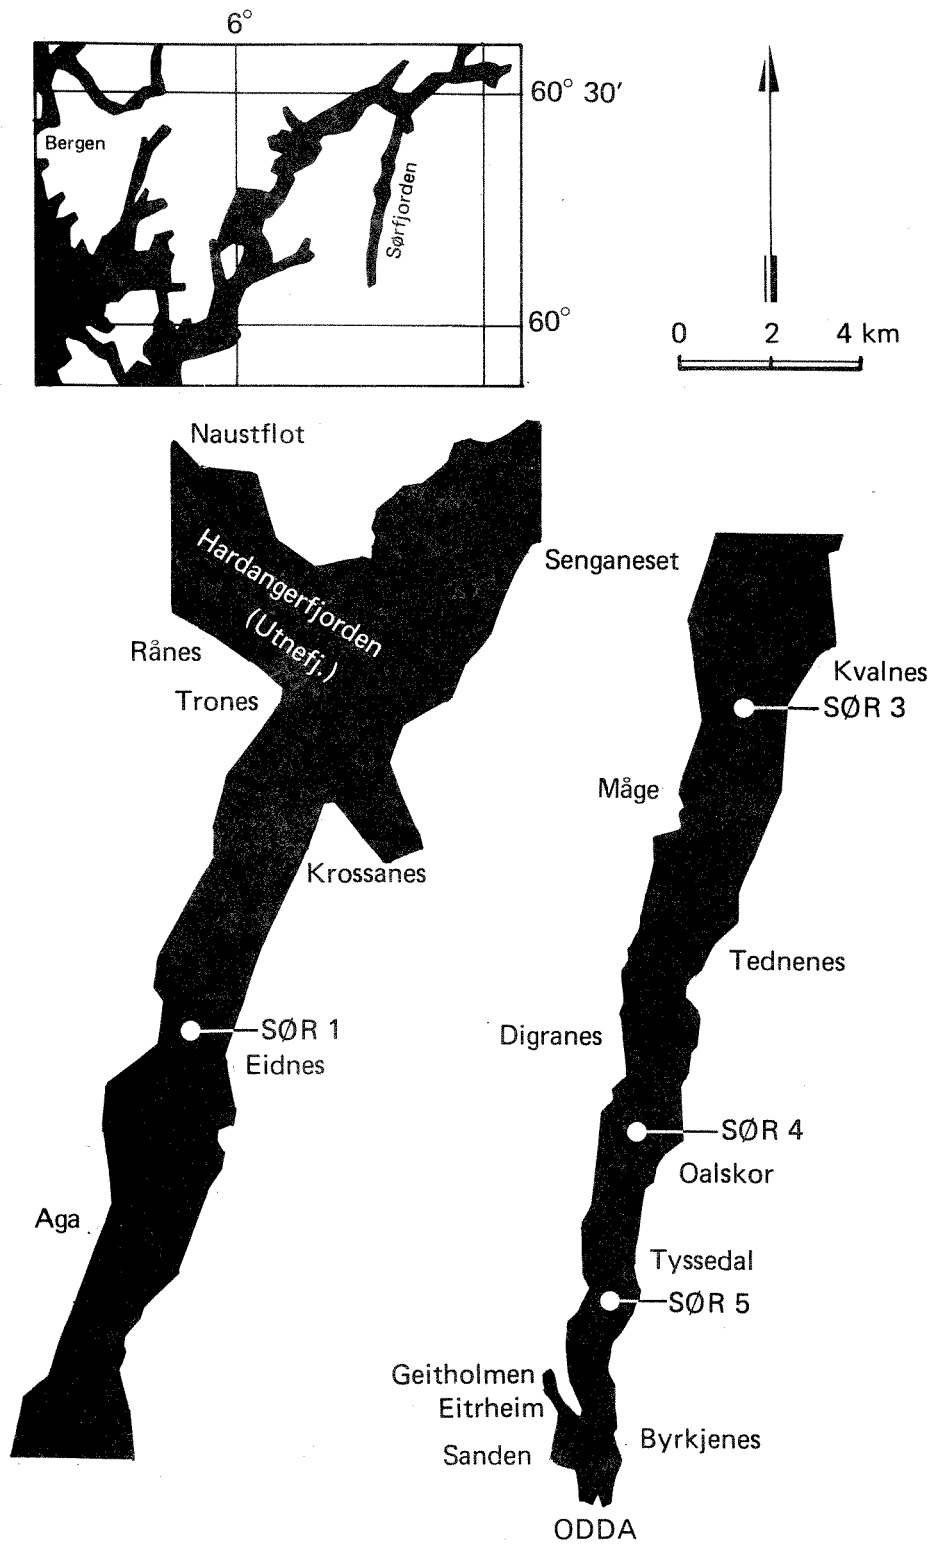 6°
60° 30′
Bergen
Sørfjorden
60°
0 2 4 km
Naustflot
Hardangerfjorden
(Utnefj.)
Senganeset
Rånes
Trones
Kvalnes
SØR 3
Måge
Krossanes
Tednenes
SØR 1
Digranes
Eidnes
SØR 4
Oalskor
Aga
Tyssedal
SØR 5
Geitholmen
Eitrheim
Byrkjenes
Sanden
ODDA